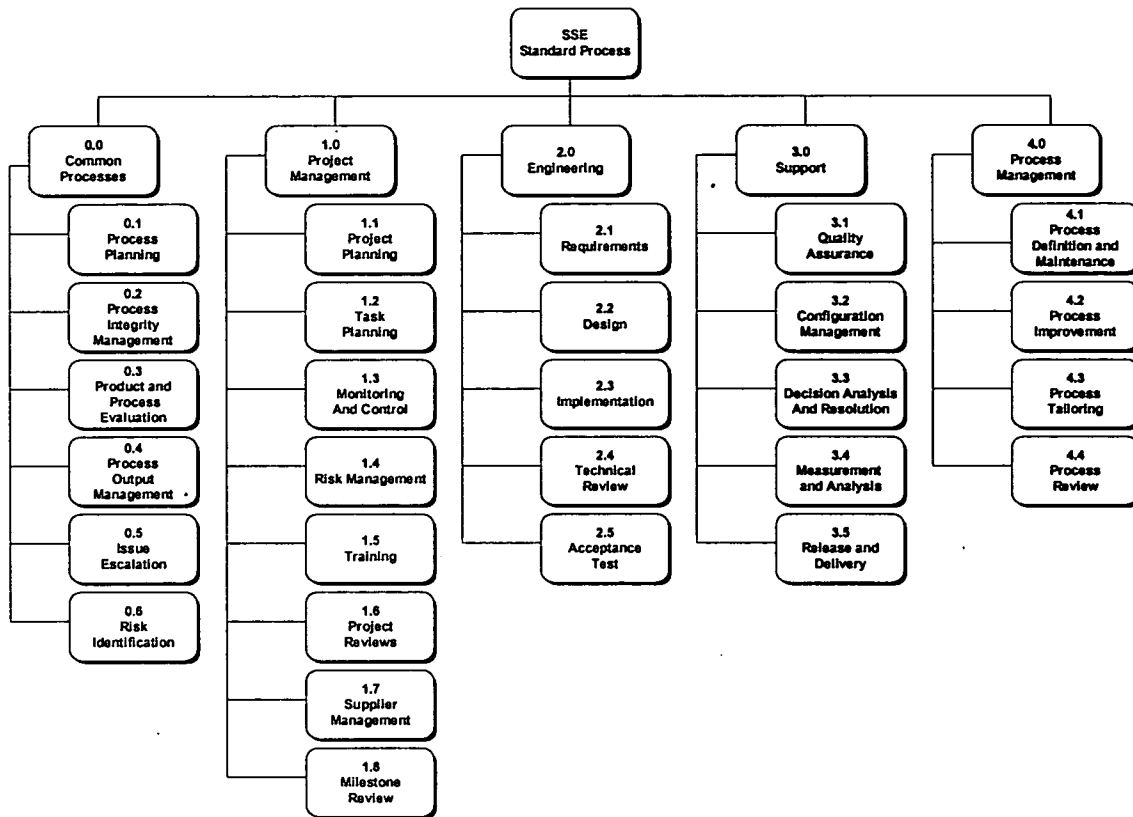 SSE
Standard Process
0.0
Common
Processes
0.1
Process
Planning
0.2
Process
Integrity
Management
0.3
Product and
Process
Evaluation
0.4
Process
Output
Management
0.5
Issue
Escalation
0.6
Risk
Identification
1.0
Project
Management
1.1
Project
Planning
1.2
Task
Planning
1.3
Monitoring
And Control
1.4
Risk Management
1.5
Training
1.6
Project
Reviews
1.7
Supplier
Management
1.8
Milestone
Review
2.0
Engineering
2.1
Requirements
2.2
Design
2.3
Implementation
2.4
Technical
Review
2.5
Acceptance
Test
3.0
Support
3.1
Quality
Assurance
3.2
Configuration
Management
3.3
Decision Analysis
And Resolution
3.4
Measurement
and Analysis
3.5
Release and
Delivery
4.0
Process
Management
4.1
Process
Definition and
Maintenance
4.2
Process
Improvement
4.3
Process
Tailoring
4.4
Process
Review